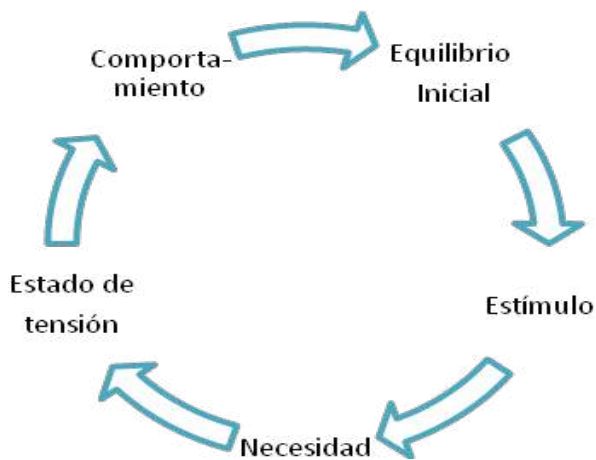 Comporta-
miento
Equilibrio
Inicial
Estímulo
Necesidad
Estado de
tensión